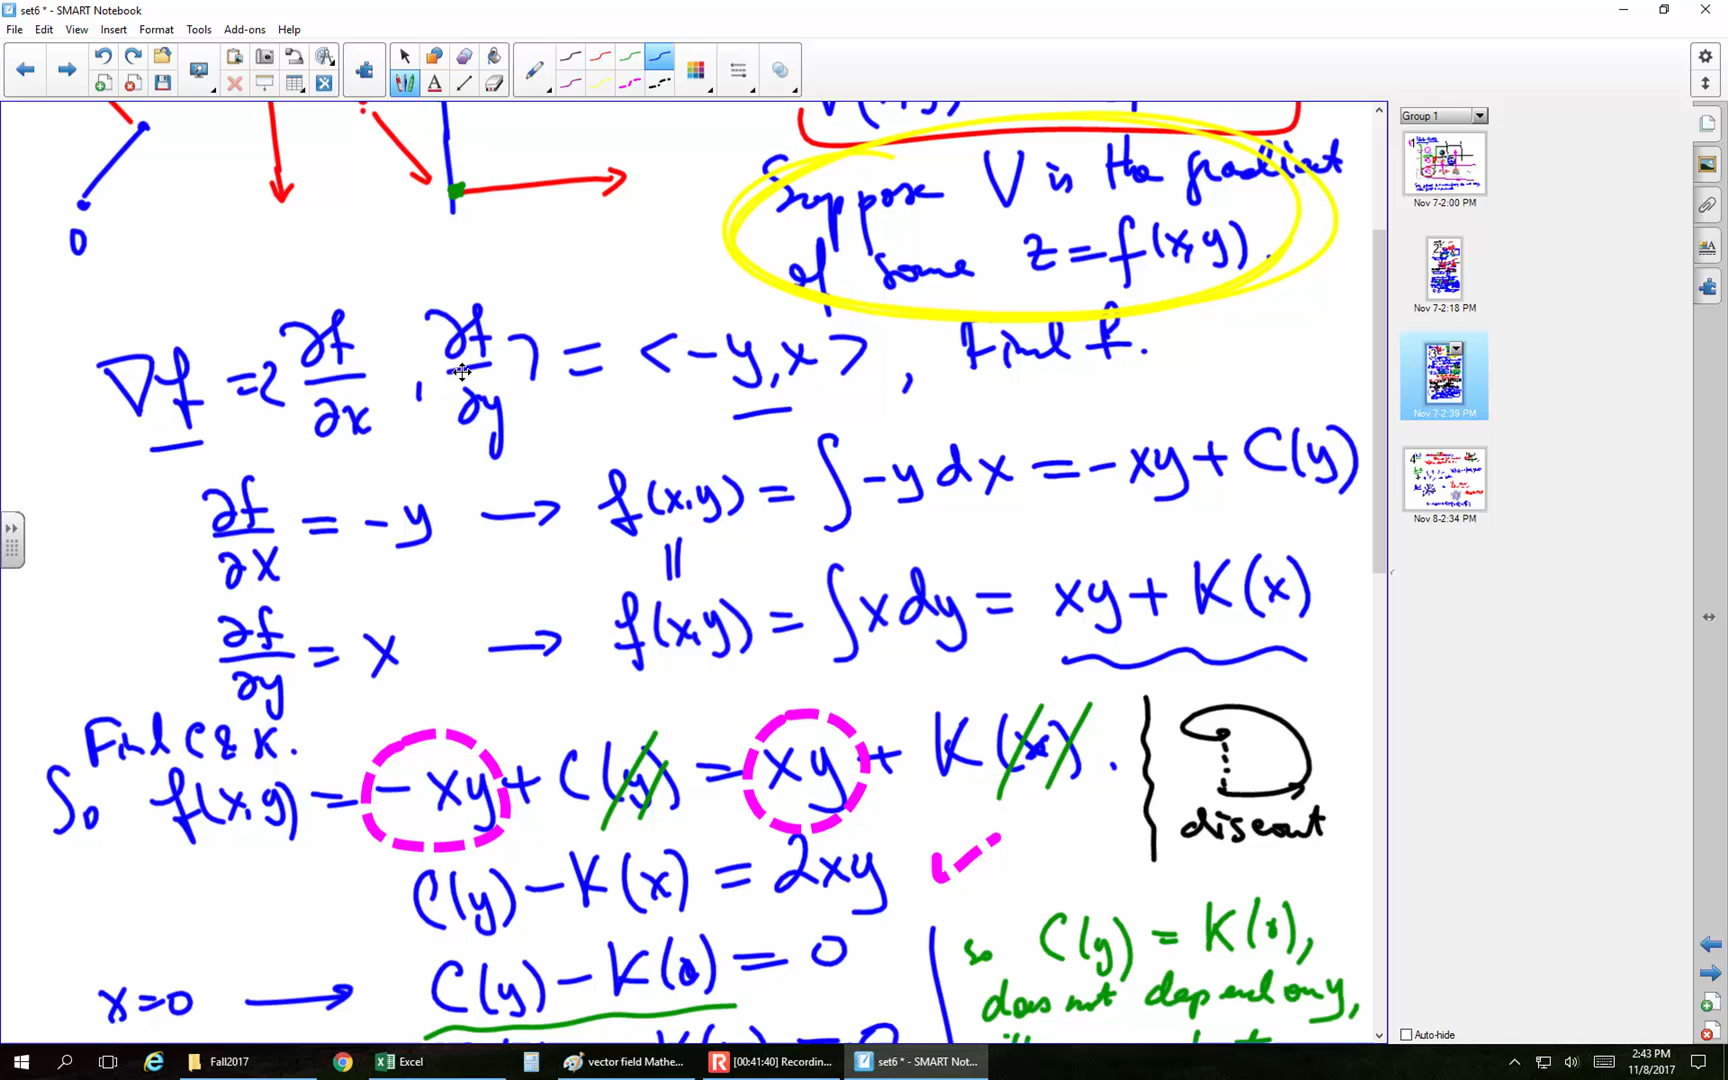 set6 * - SMART Notebook
File Edit View Insert Format Tools Add-ons Help
Suppose V is the gradient
of some z = f(x,y).
0
∇f = < ∂f/∂x , ∂f/∂y > = < -y, x > , Find f.
∂f/∂x = -y → f(x,y) = ∫ -y dx = -xy + C(y)
||
∂f/∂y = x → f(x,y) = ∫ x dy = xy + K(x)
Find C & K.
So f(x,y) = -xy + C(y) = xy + K(x).
discont
C(y) - K(x) = 2xy
x=0 → C(y) - K(0) = 0
so C(y) = K(0),
does not depend on y,
Group 1
Nov 7-2:00 PM
Nov 7-2:18 PM
Nov 7-2:39 PM
Nov 8-2:34 PM
Auto-hide
Fall2017
Excel
vector field Mathe...
[00:41:40] Recordin...
set6 * - SMART Not...
2:43 PM
11/8/2017